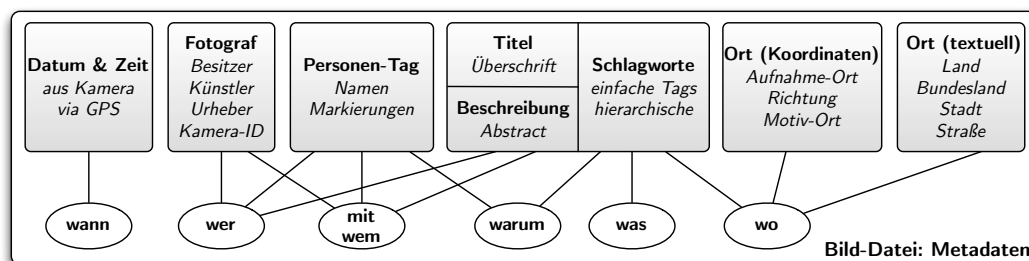 Datum & Zeit
aus Kamera
via GPS
Fotograf
Besitzer
Künstler
Urheber
Kamera-ID
Personen-Tag
Namen
Markierungen
Titel
Überschrift
Beschreibung
Abstract
Schlagworte
einfache Tags
hierarchische
Ort (Koordinaten)
Aufnahme-Ort
Richtung
Motiv-Ort
Ort (textuell)
Land
Bundesland
Stadt
Straße
wann
wer
mit
wem
warum
was
wo
Bild-Datei: Metadaten